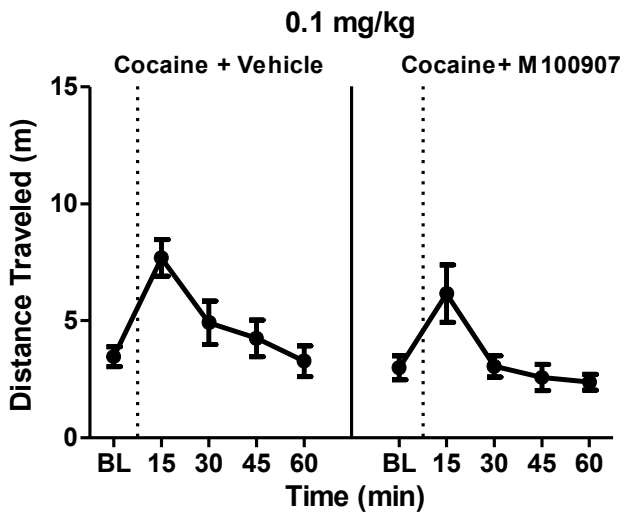 0.1 mg/kg
Cocaine + Vehicle
Cocaine+ M100907
Distance Traveled (m)
15
10
5
0
BL 15 30 45 60 BL 15 30 45 60
Time (min)